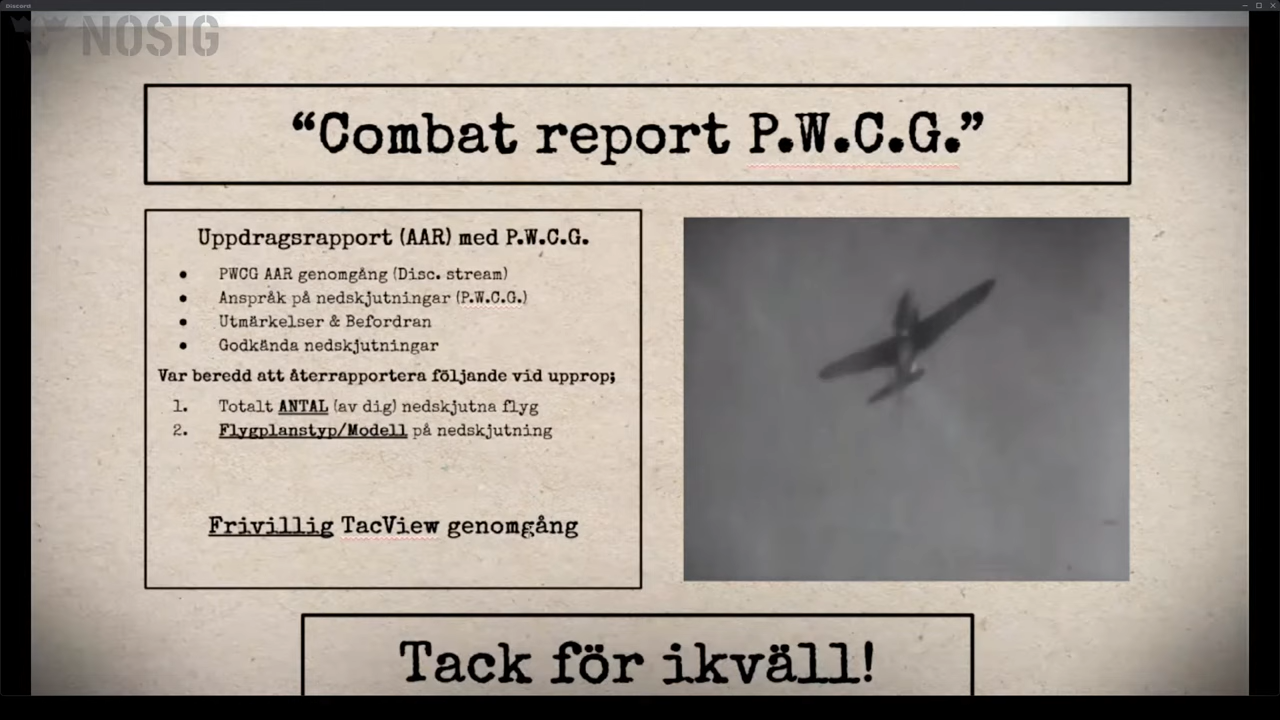 Discord
NOSIG
“Combat report P.W.C.G.”
Uppdragsrapport (AAR) med P.W.C.G.
● PWCG AAR genomgång (Disc. stream)
● Anspråk på nedskjutningar (P.W.C.G.)
● Utmärkelser & Befordran
● Godkända nedskjutningar
Var beredd att återrapportera följande vid upprop;
1. Totalt ANTAL (av dig) nedskjutna flyg
2. Flygplanstyp/Modell på nedskjutning
Frivillig TacView genomgång
Tack för ikväll!